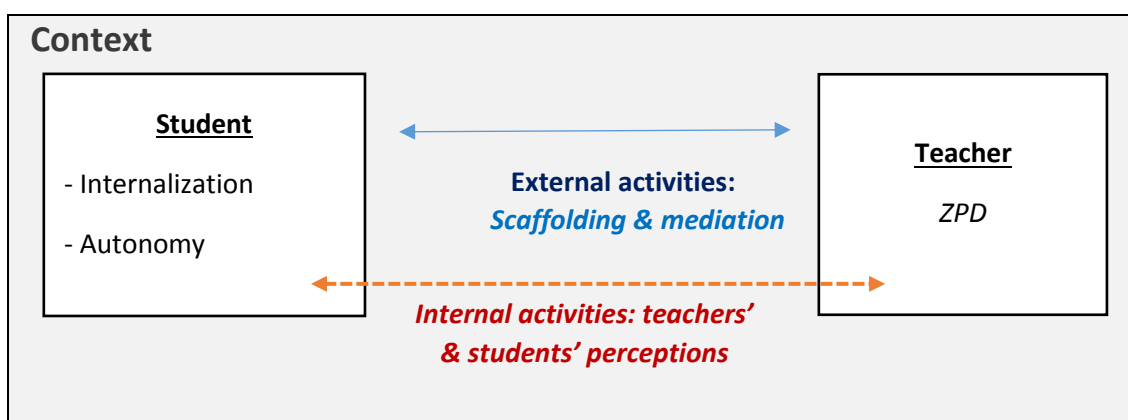 Context
Student
- Internalization
- Autonomy
External activities:
Scaffolding & mediation
Teacher
ZPD
Internal activities: teachers’
& students’ perceptions